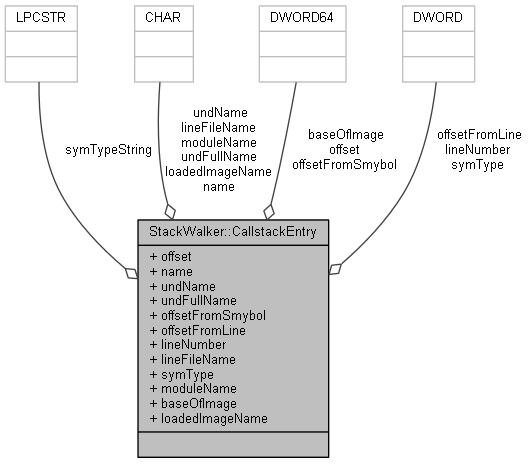 LPCSTR
CHAR
DWORD64
DWORD
symTypeString
undName
lineFileName
moduleName
undFullName
loadedImageName
name
baseOfImage
offset
offsetFromSmybol
offsetFromLine
lineNumber
symType
StackWalker::CallstackEntry
+ offset
+ name
+ undName
+ undFullName
+ offsetFromSmybol
+ offsetFromLine
+ lineNumber
+ lineFileName
+ symType
+ moduleName
+ baseOfImage
+ loadedImageName